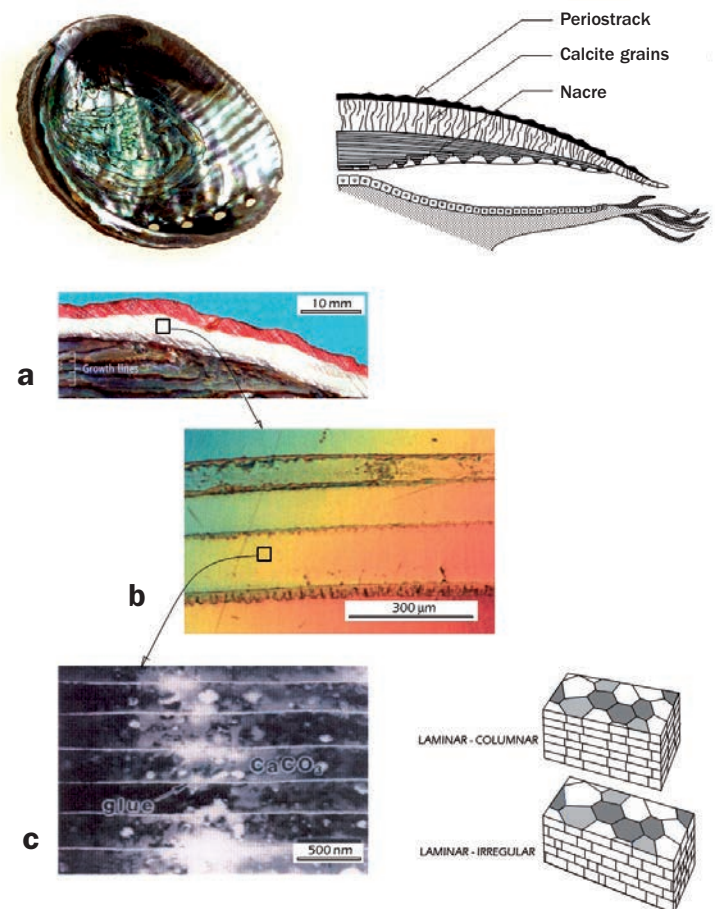 Periostrack
Calcite grains
Nacre
10 mm
a
Growth lines
b
300 µm
CaCO₃
glue
c
500 nm
LAMINAR - COLUMNAR
LAMINAR - IRREGULAR